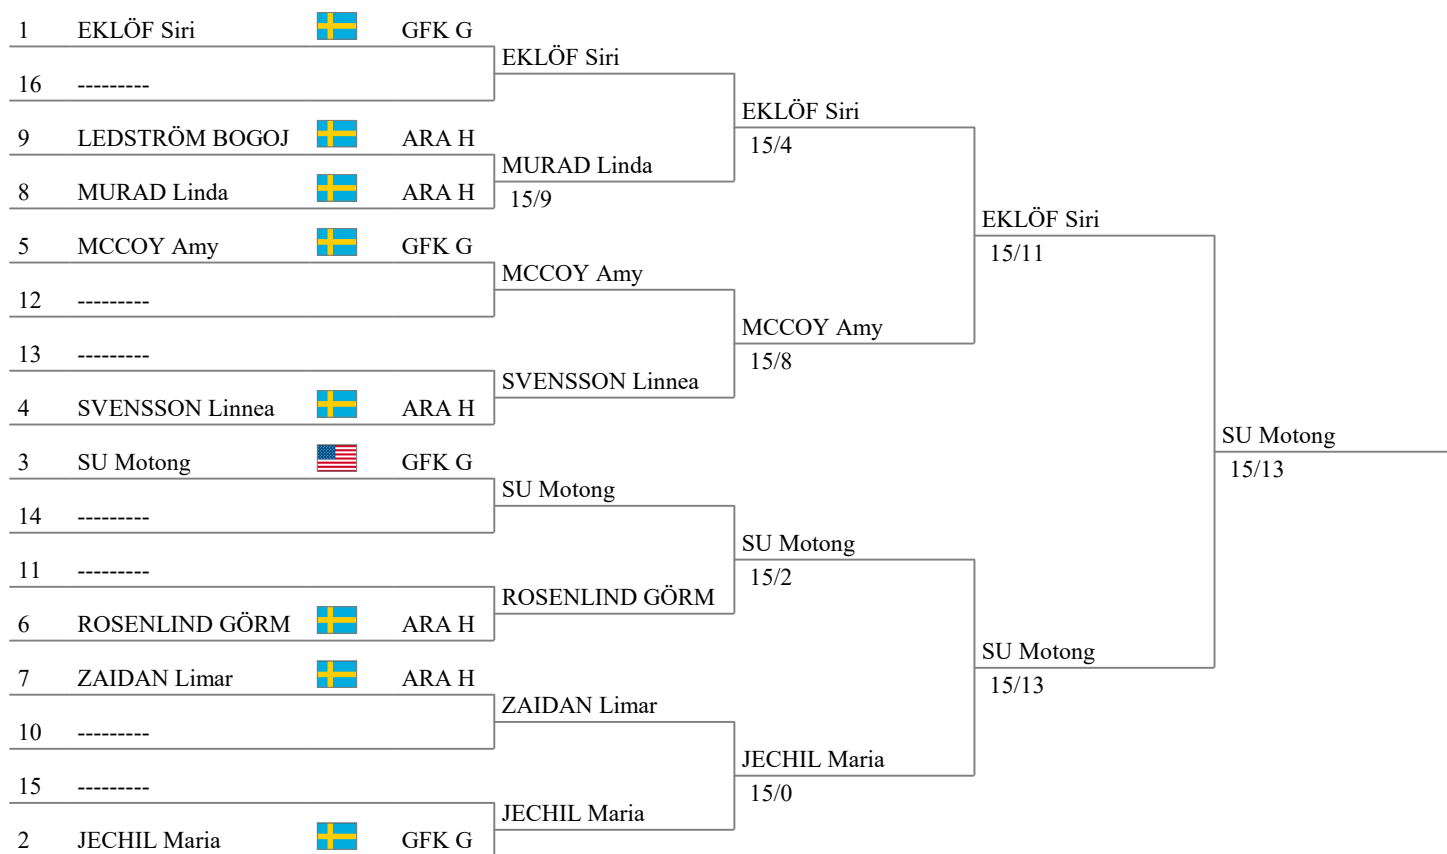 1 EKLÖF Siri GFK G
16 ---------
9 LEDSTRÖM BOGOJ ARA H
8 MURAD Linda ARA H
5 MCCOY Amy GFK G
12 ---------
13 ---------
4 SVENSSON Linnea ARA H
3 SU Motong GFK G
14 ---------
11 ---------
6 ROSENLIND GÖRM ARA H
7 ZAIDAN Limar ARA H
10 ---------
15 ---------
2 JECHIL Maria GFK G
EKLÖF Siri
MURAD Linda
15/9
MCCOY Amy
SVENSSON Linnea
SU Motong
ROSENLIND GÖRM
ZAIDAN Limar
JECHIL Maria
EKLÖF Siri
15/4
MCCOY Amy
15/8
SU Motong
15/2
JECHIL Maria
15/0
EKLÖF Siri
15/11
SU Motong
15/13
SU Motong
15/13